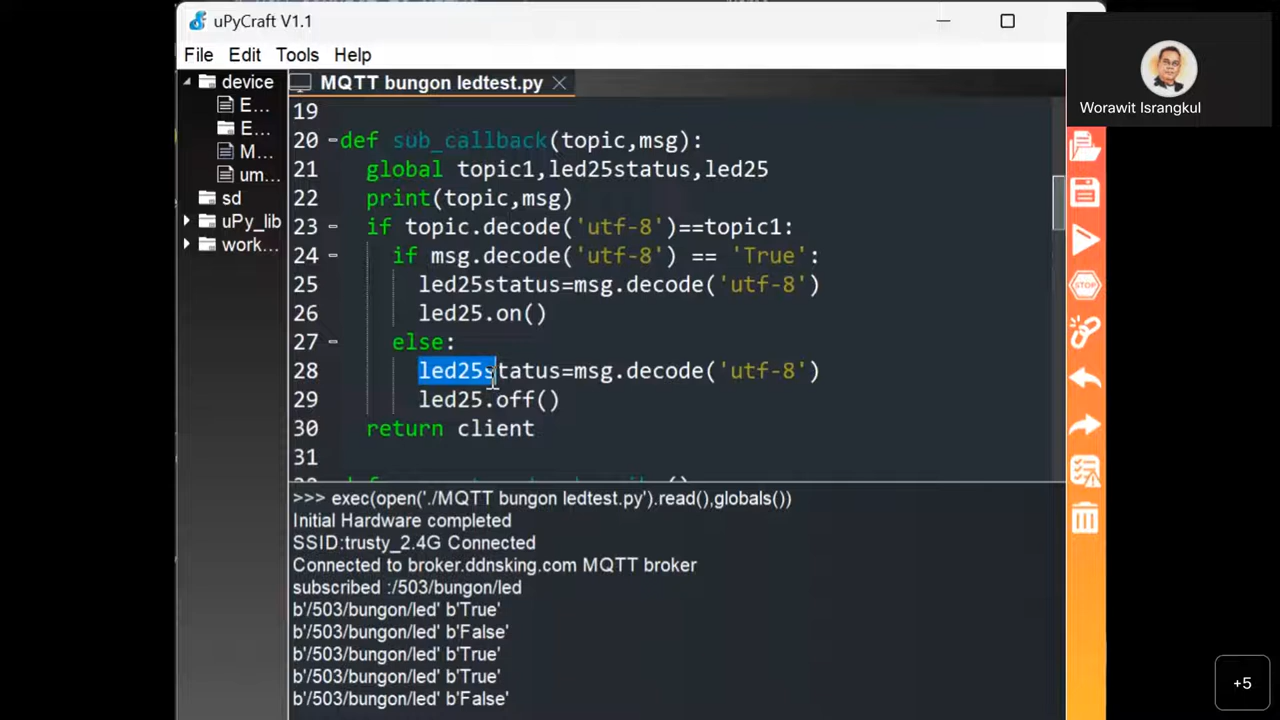 uPyCraft V1.1
File Edit Tools Help
device
E...
E...
M...
um...
sd
uPy_lib
work...
MQTT bungon ledtest.py
19
20 def sub_callback(topic,msg):
21 global topic1,led25status,led25
22 print(topic,msg)
23 if topic.decode('utf-8')==topic1:
24 if msg.decode('utf-8') == 'True':
25 led25status=msg.decode('utf-8')
26 led25.on()
27 else:
28 led25status=msg.decode('utf-8')
29 led25.off()
30 return client
31
>>> exec(open('./MQTT bungon ledtest.py').read(),globals())
Initial Hardware completed
SSID:trusty_2.4G Connected
Connected to broker.ddnsking.com MQTT broker
subscribed :/503/bungon/led
b'/503/bungon/led' b'True'
b'/503/bungon/led' b'False'
b'/503/bungon/led' b'True'
b'/503/bungon/led' b'True'
b'/503/bungon/led' b'False'
Worawit Israngkul
STOP
+5